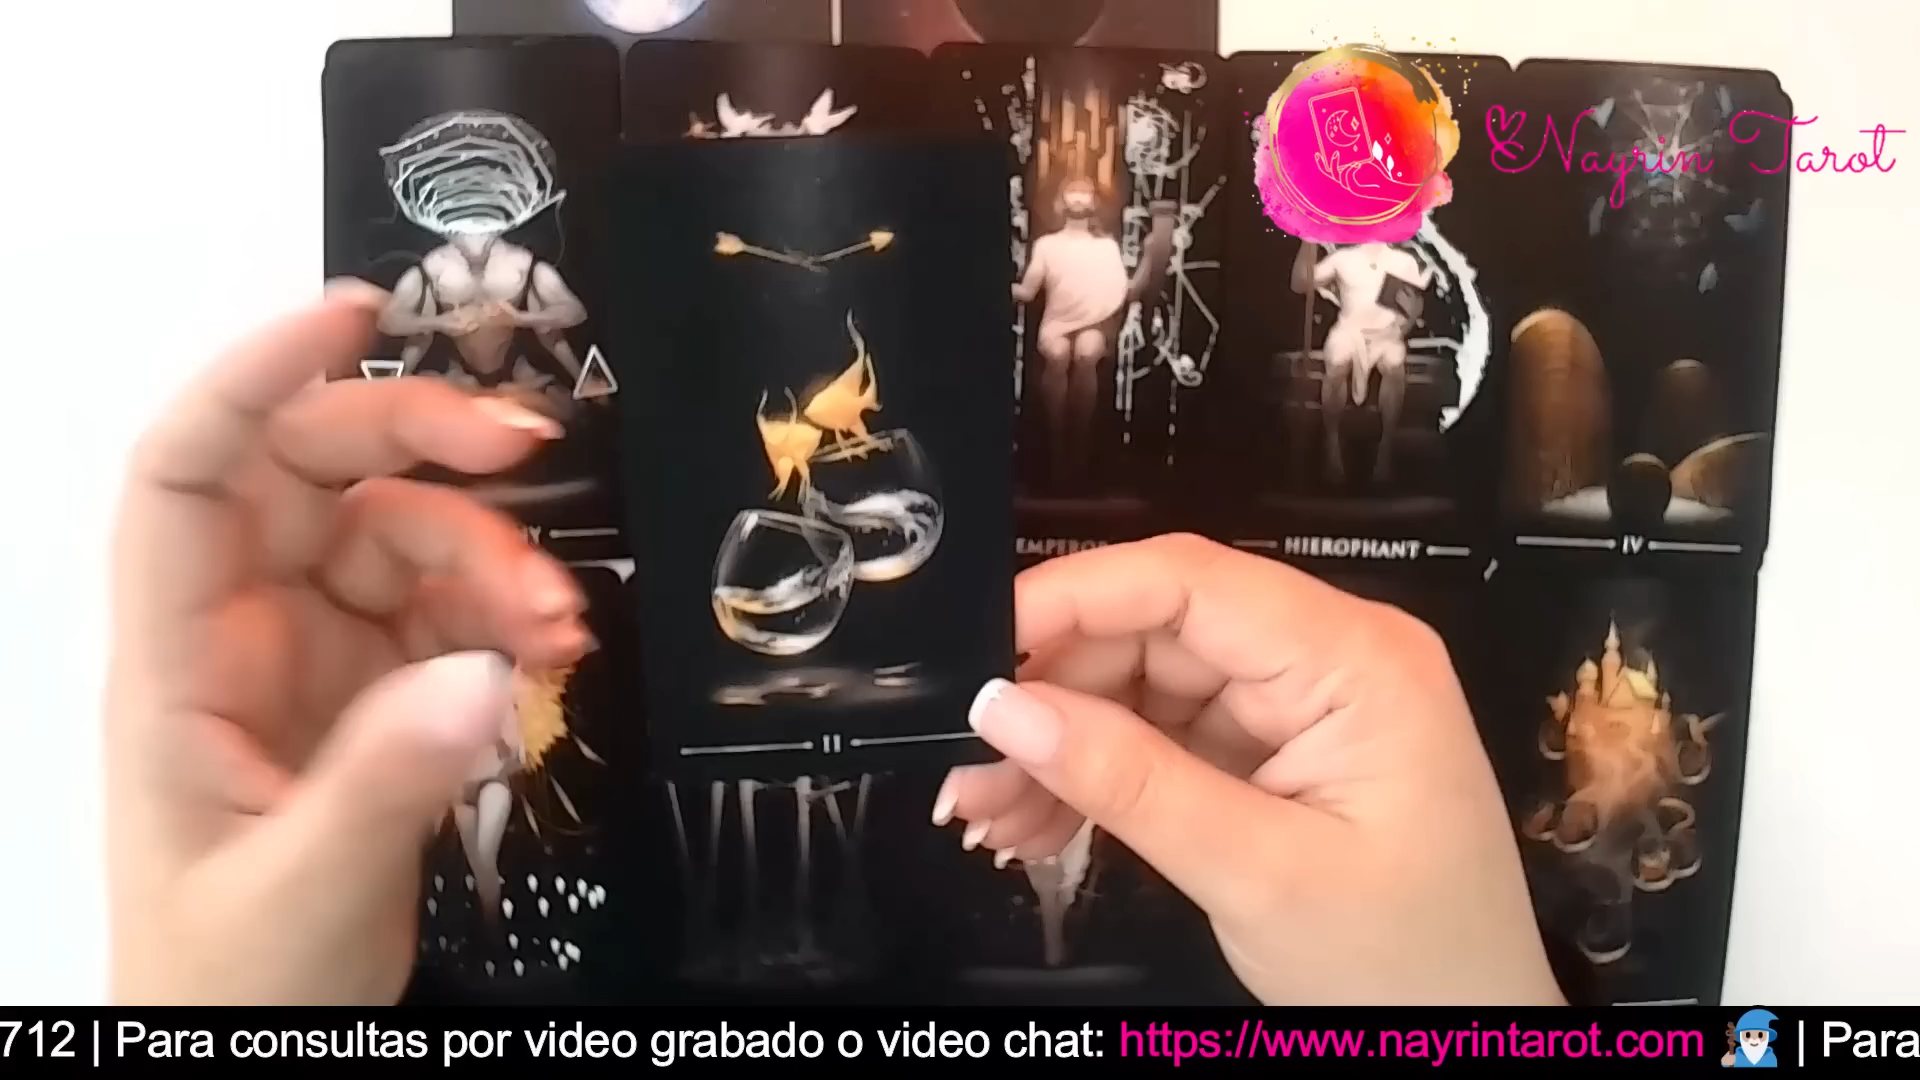 Nayrin Tarot
EMPEROR
HIEROPHANT
IV
II
712 | Para consultas por video grabado o video chat: https://www.nayrintarot.com 🧙🏻‍♂️ | Para